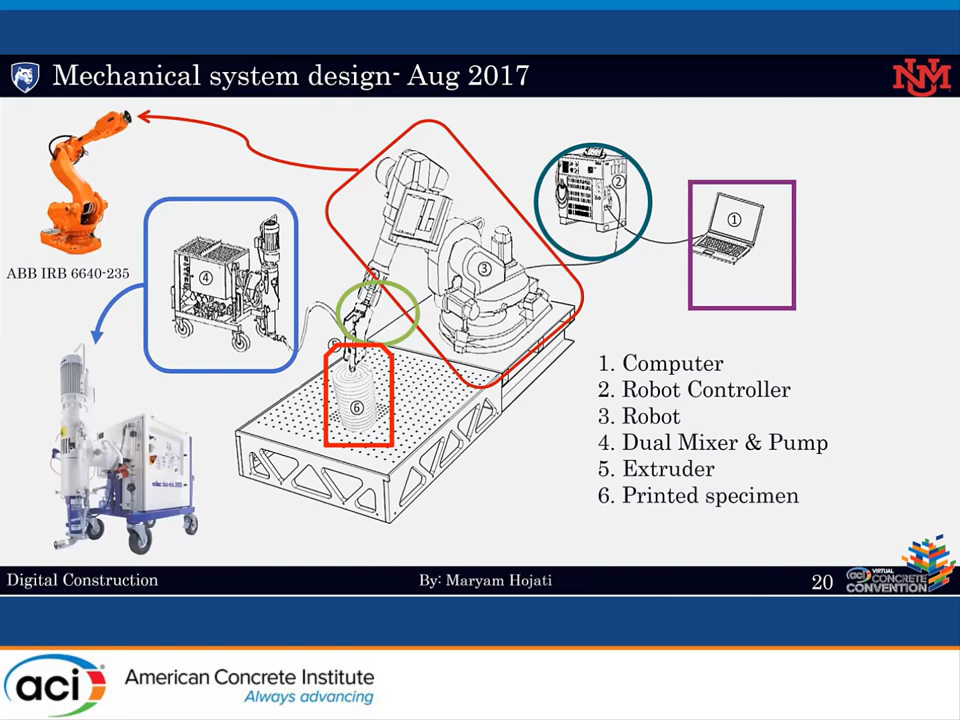 Mechanical system design- Aug 2017
UNM
ABB IRB 6640-235
①
②
③
④
⑤
⑥
1. Computer
2. Robot Controller
3. Robot
4. Dual Mixer & Pump
5. Extruder
6. Printed specimen
Digital Construction
By: Maryam Hojati
20
aci VIRTUAL CONCRETE CONVENTION
aci
American Concrete Institute
Always advancing